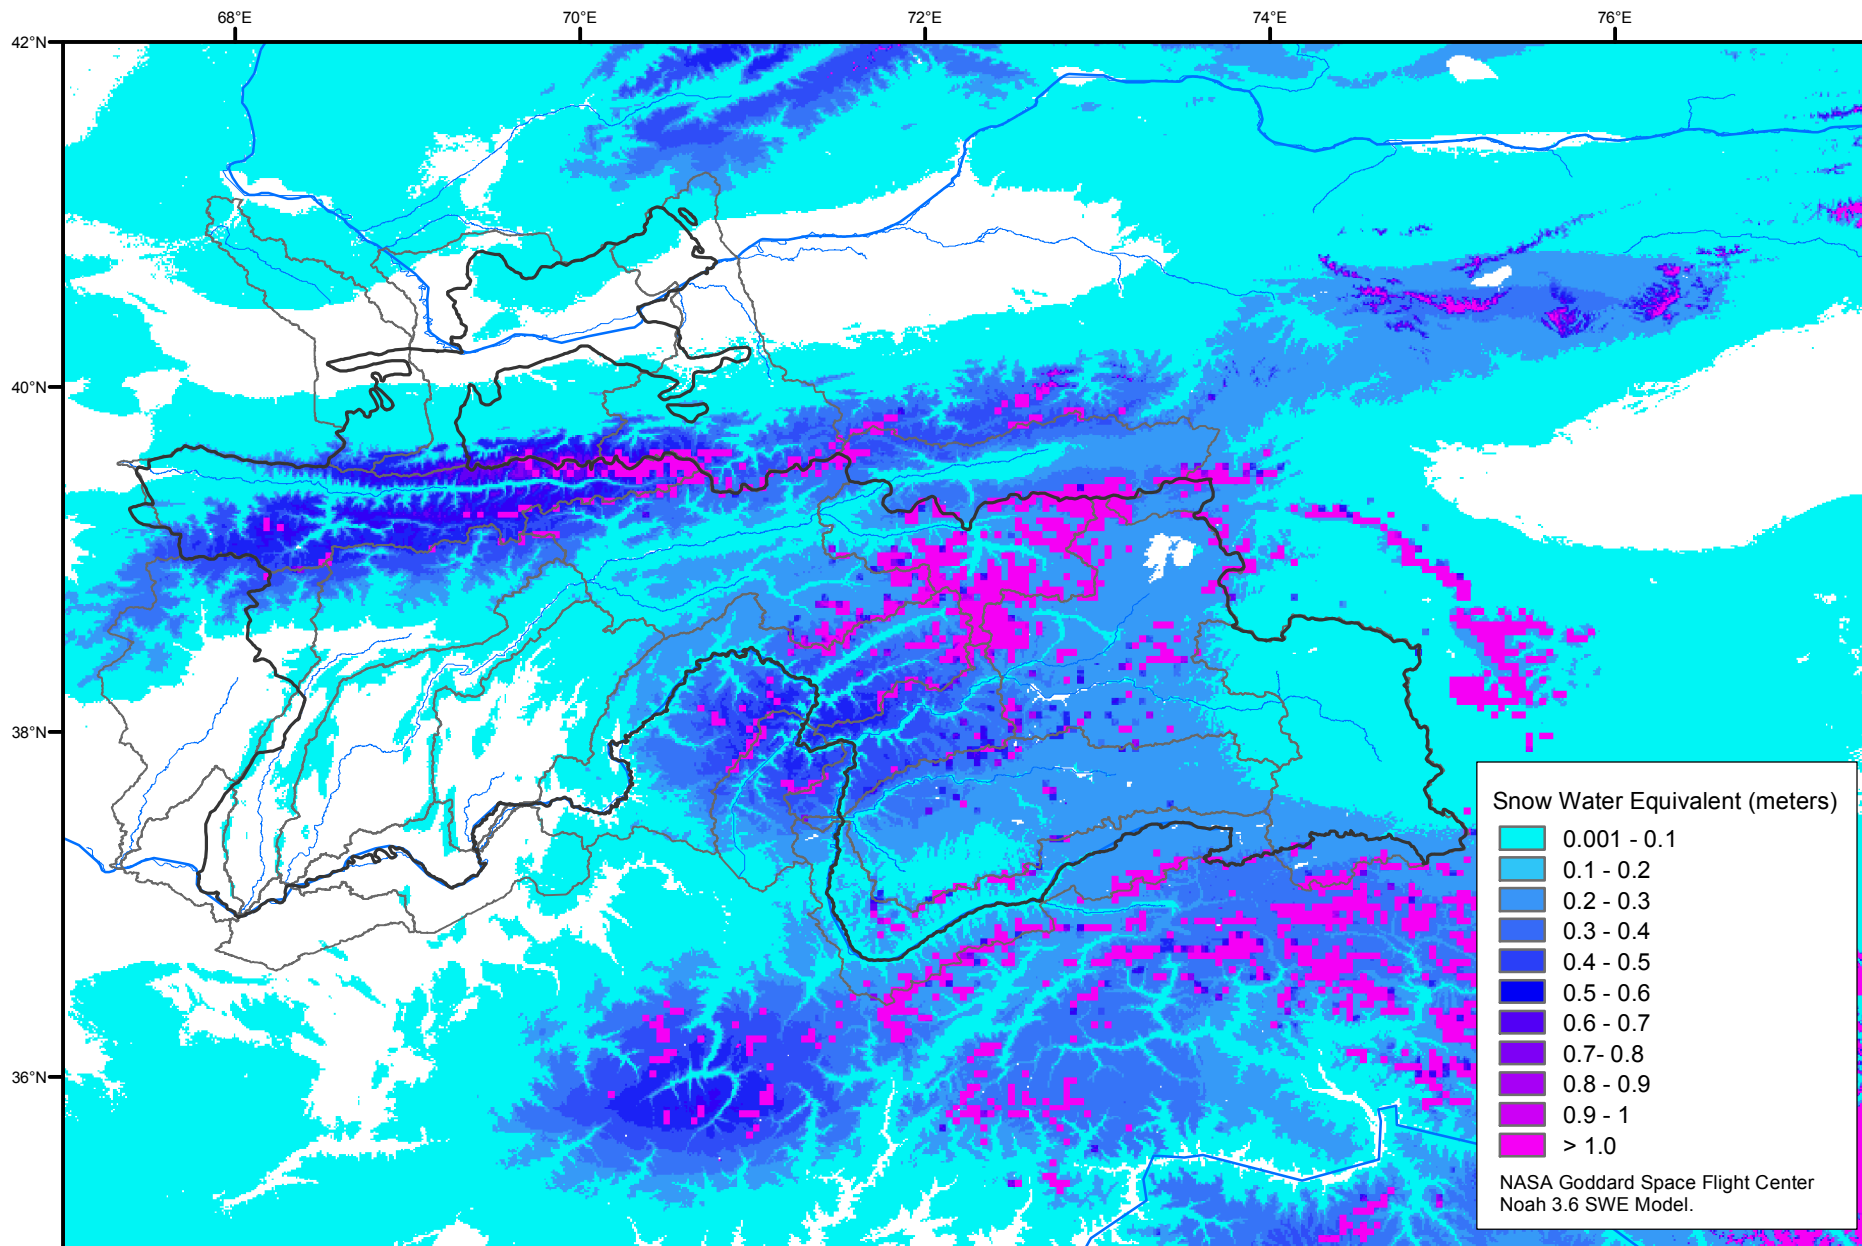 68°E
70°E
72°E
74°E
76°E
42°N
40°N
38°N
36°N
Snow Water Equivalent (meters)
0.001 - 0.1
0.1 - 0.2
0.2 - 0.3
0.3 - 0.4
0.4 - 0.5
0.5 - 0.6
0.6 - 0.7
0.7- 0.8
0.8 - 0.9
0.9 - 1
> 1.0
NASA Goddard Space Flight Center
Noah 3.6 SWE Model.